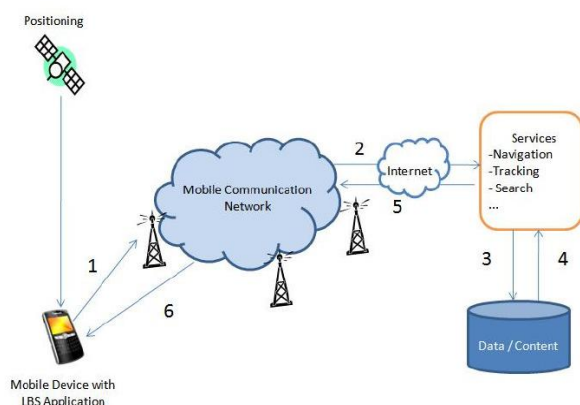 Positioning
2
Internet
5
Services
-Navigation
-Tracking
- Search
...
Mobile Communication
Network
1
6
3
4
Data / Content
Mobile Device with
LBS Application